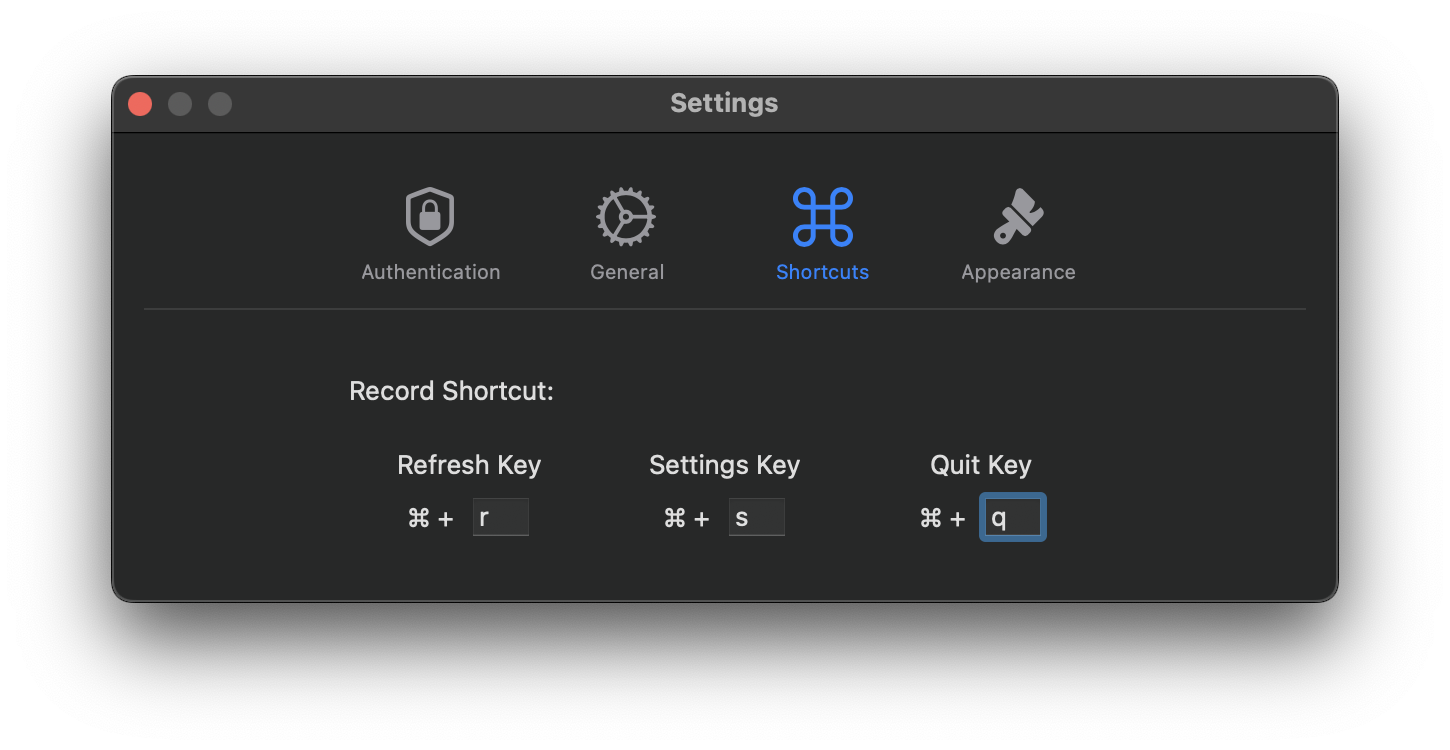 Settings
Authentication General Shortcuts Appearance
Record Shortcut:
Refresh Key Settings Key Quit Key
⌘ + r ⌘ + s ⌘ + q